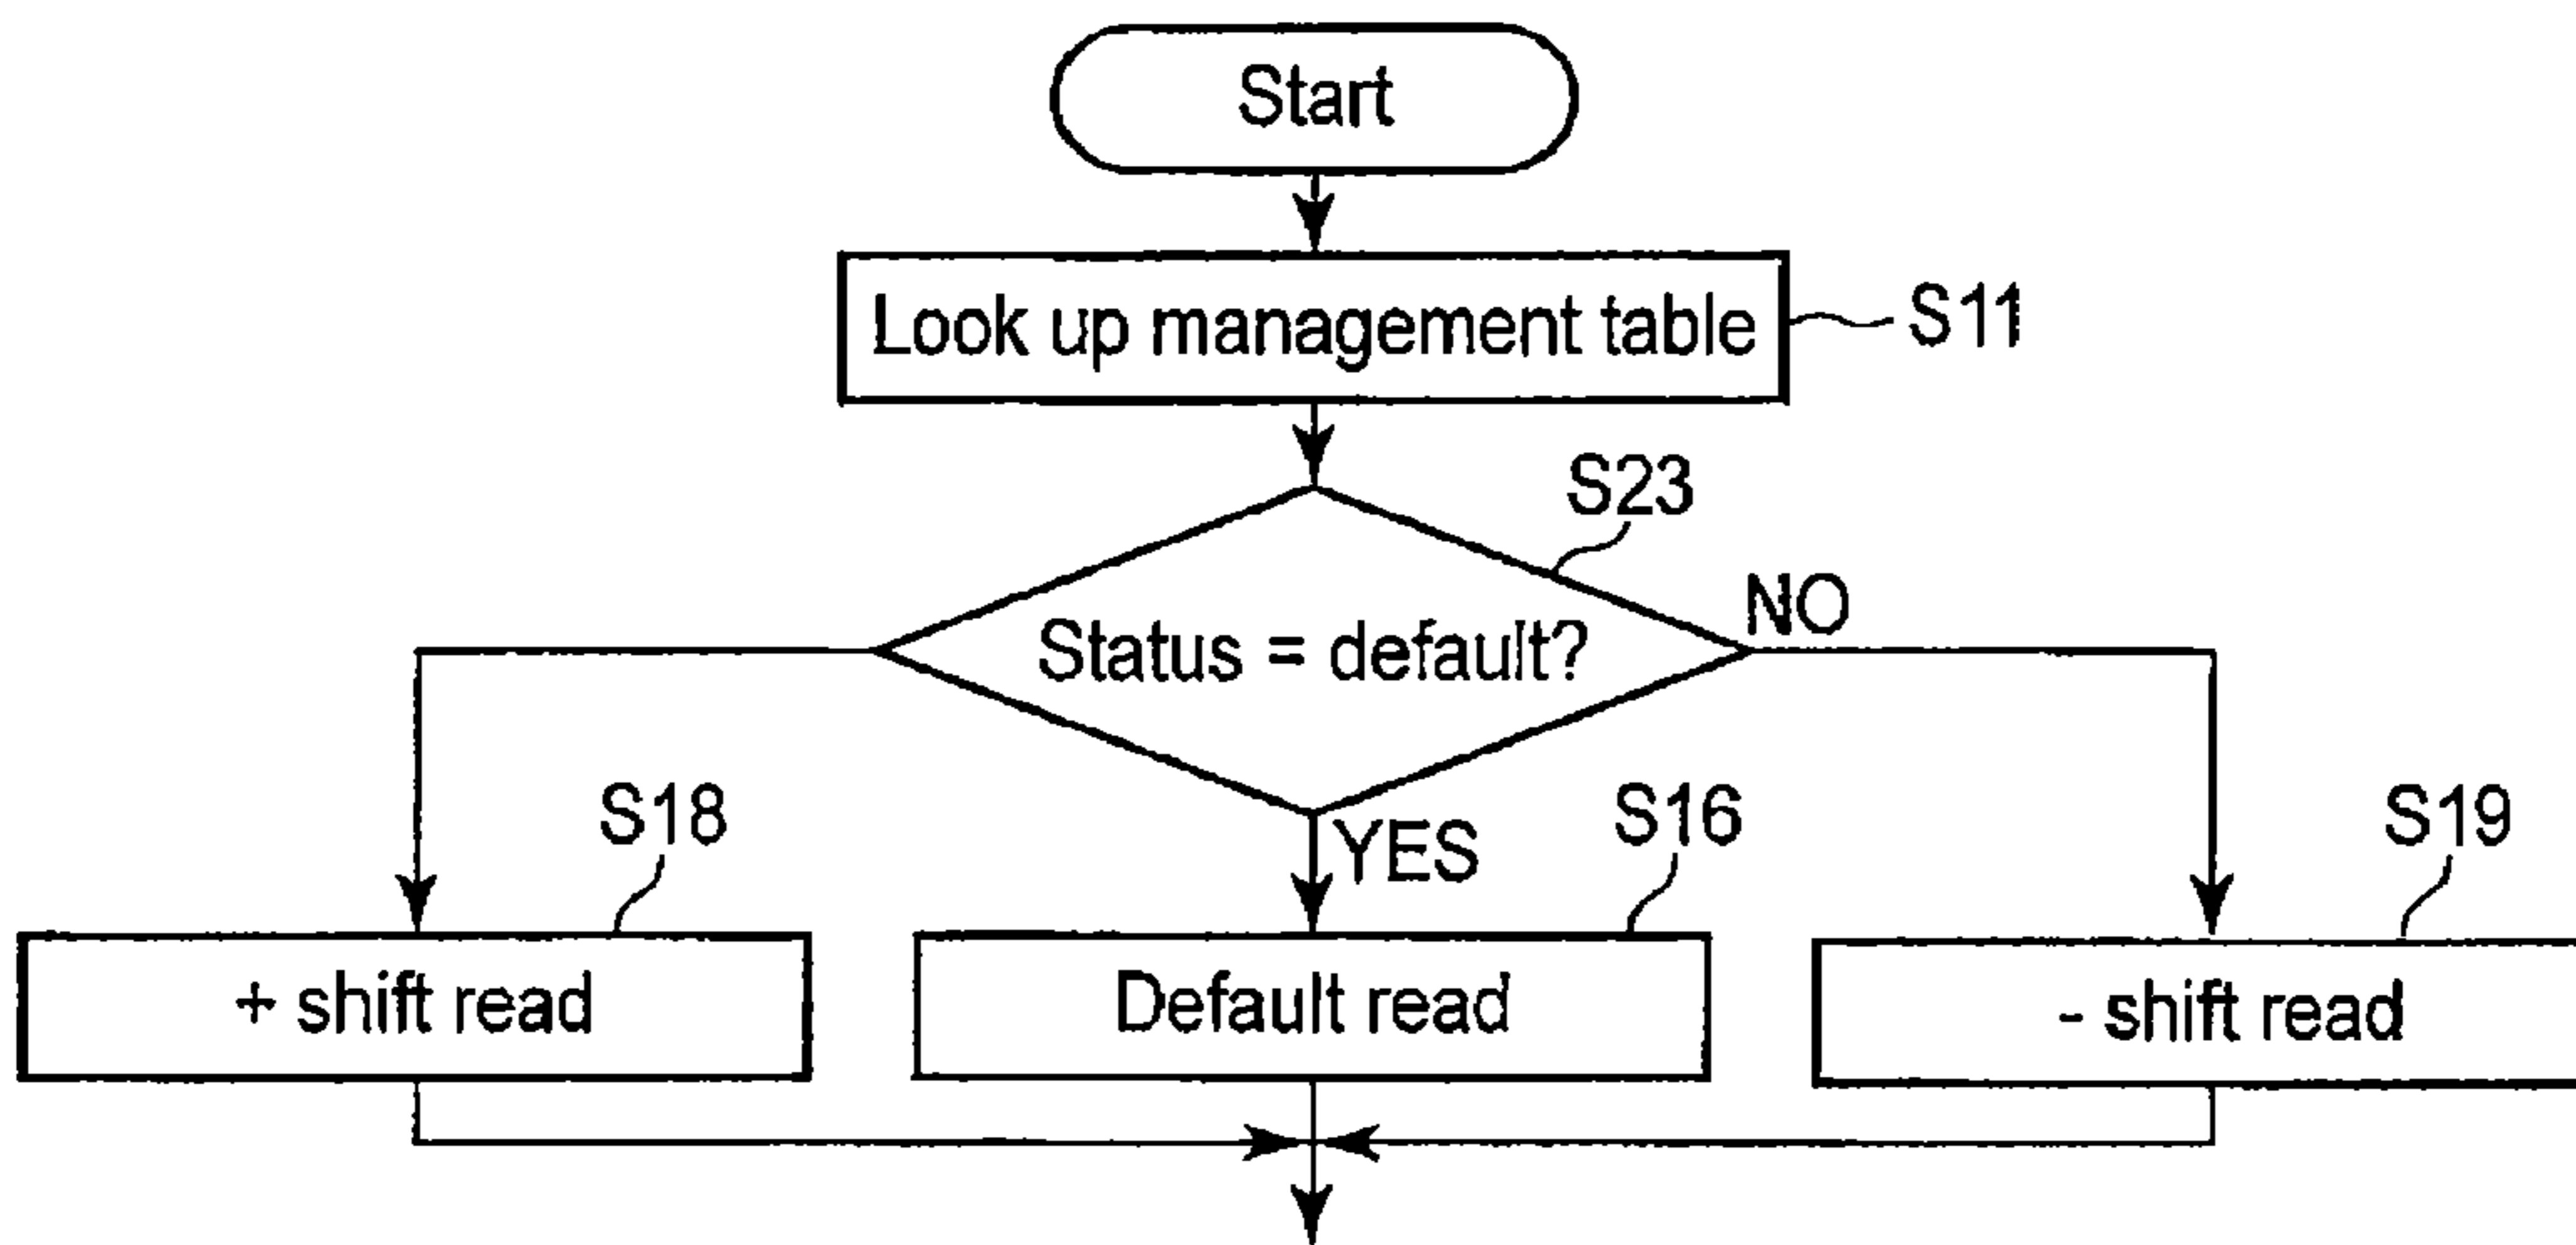 Start
Look up management table
S11
S23
Status = default?
NO
YES
S18
S16
S19
+ shift read
Default read
- shift read